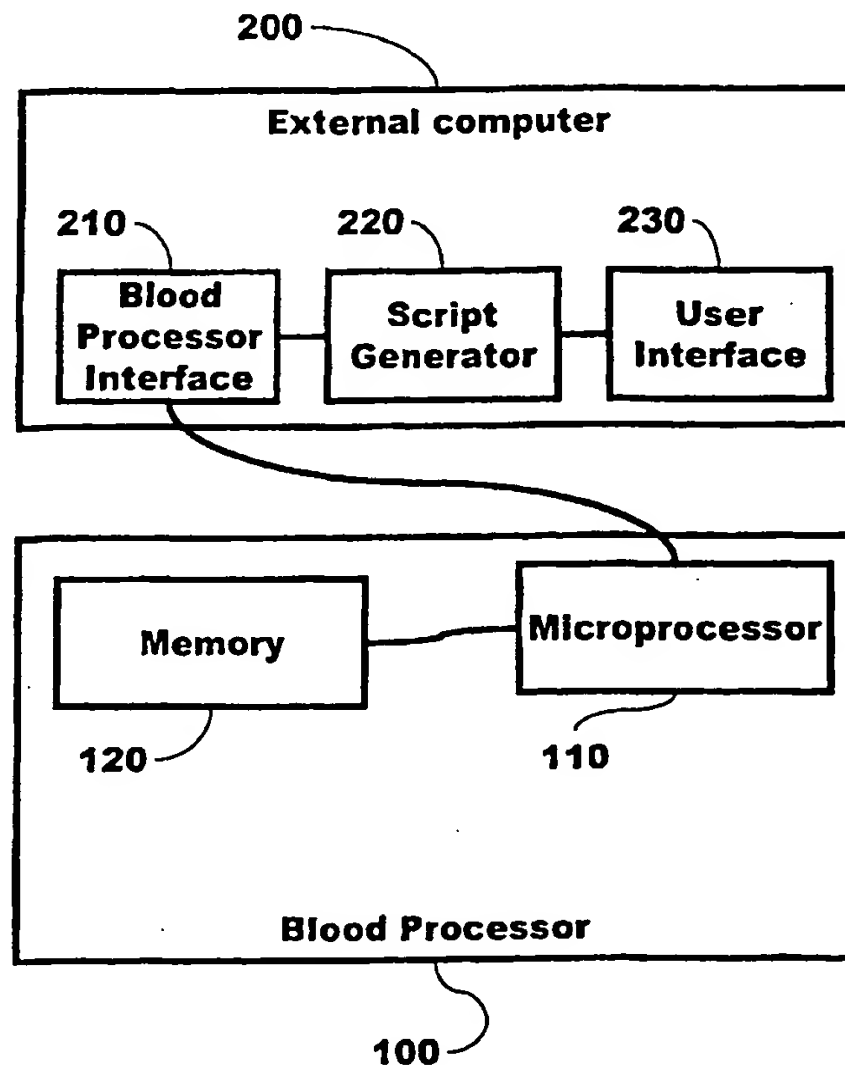 200
External computer
210
220
230
Blood
Processor
Interface
Script
Generator
User
Interface
Memory
Microprocessor
120
110
Blood Processor
100